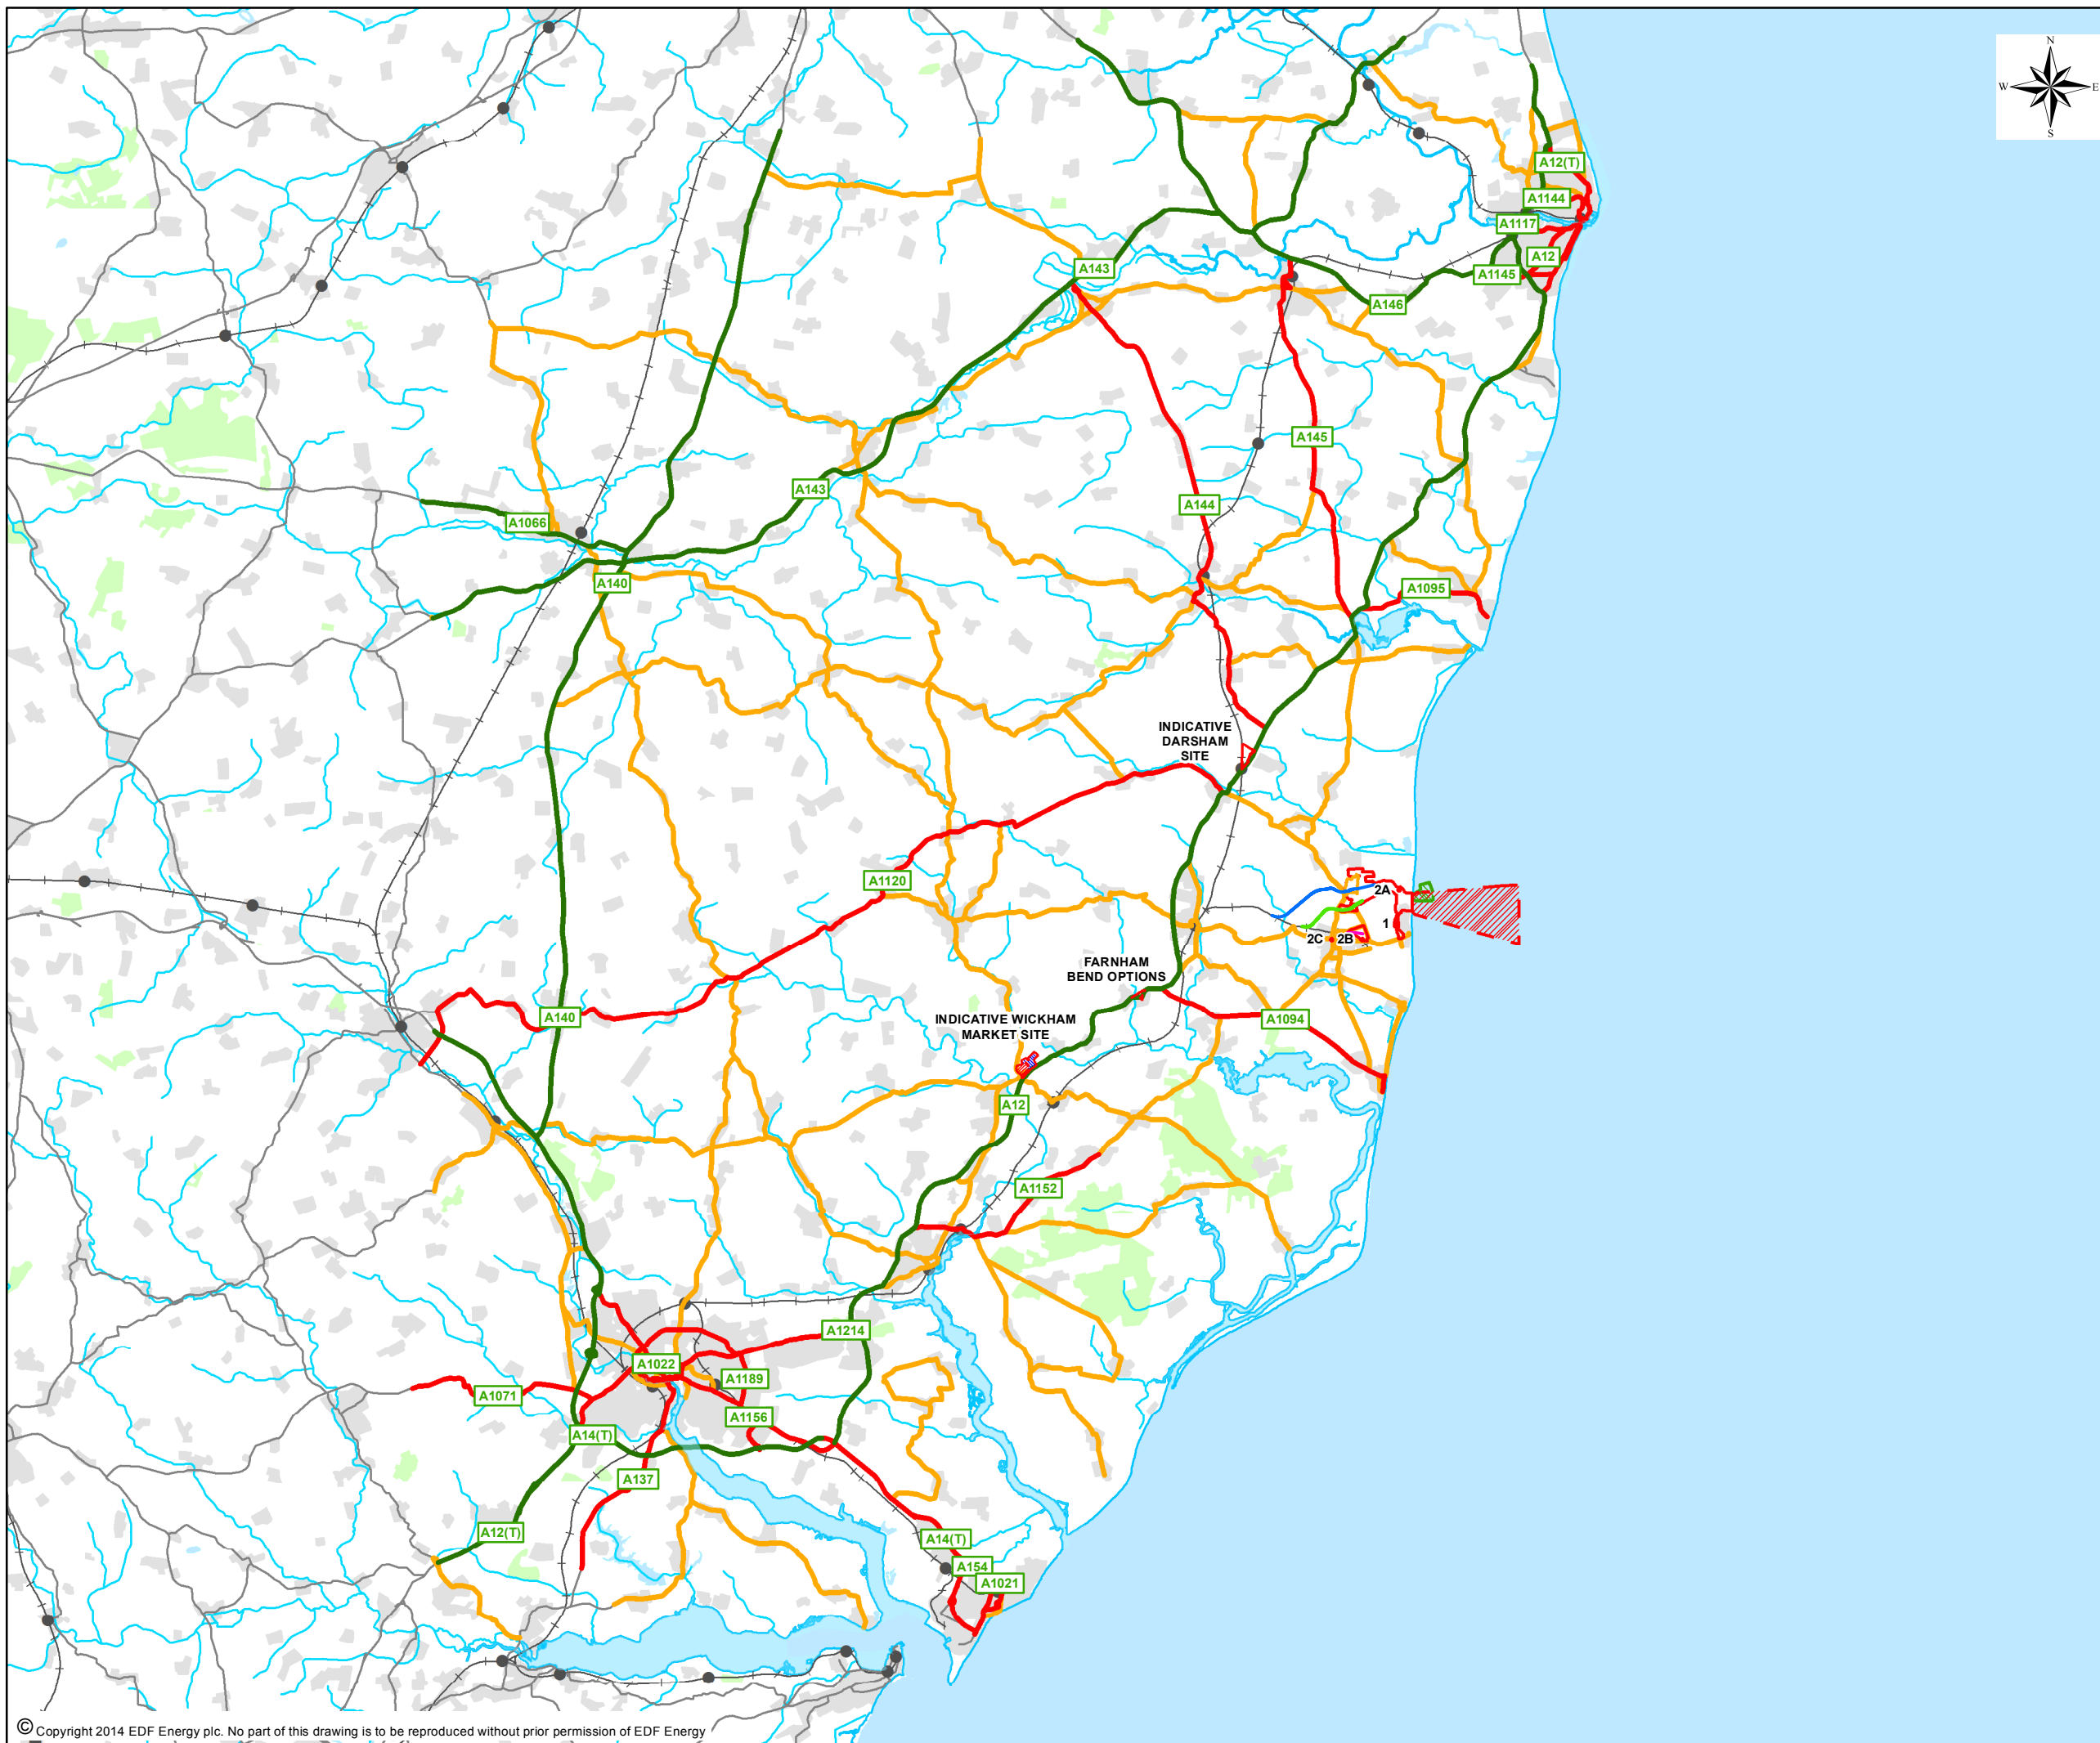 N
W E
S
A12(T)
A1144
A1117
A12
A143
A1145
A146
A145
A143
A144
A1066
A140
A1095
INDICATIVE
DARSHAM
SITE
A1120
2A
1
2C
2B
FARNHAM
BEND OPTIONS
A140
INDICATIVE WICKHAM
MARKET SITE
A1094
A12
A1152
A1214
A1022
A1189
A1071
A1156
A14(T)
A137
A12(T)
A14(T)
A154
A1021
© Copyright 2014 EDF Energy plc. No part of this drawing is to be reproduced without prior permission of EDF Energy